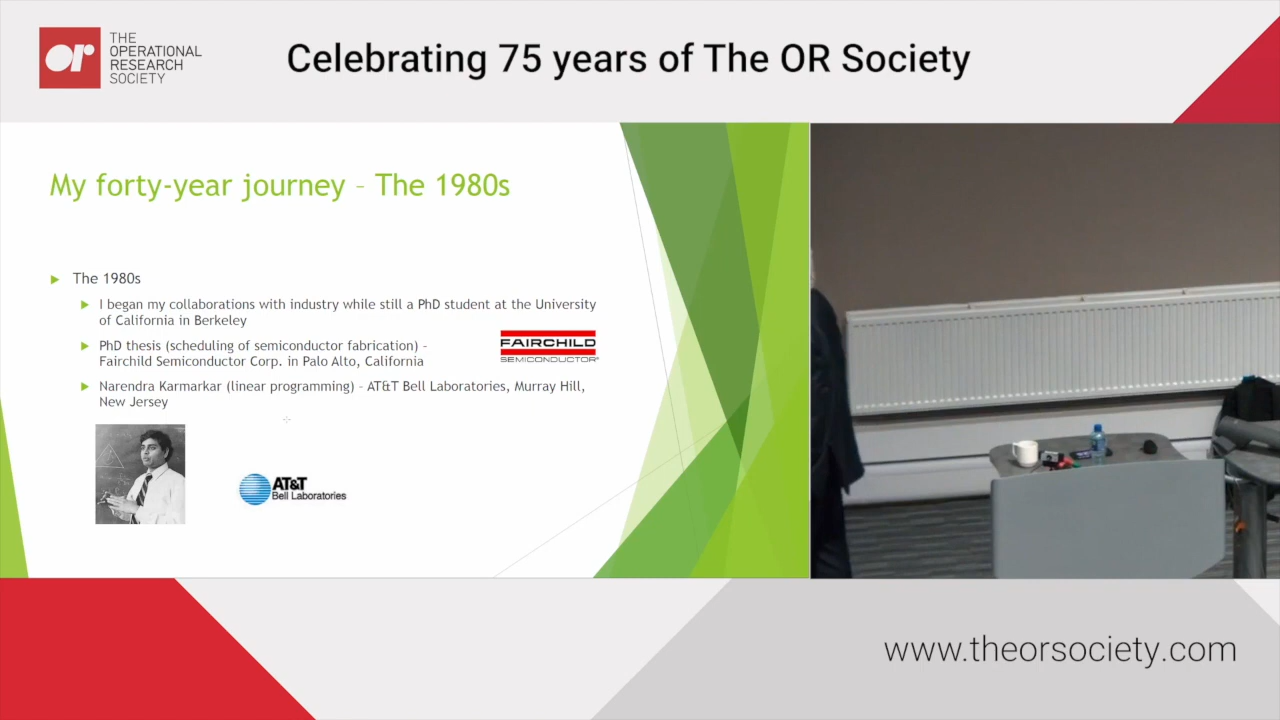 or
THE
OPERATIONAL
RESEARCH
SOCIETY
Celebrating 75 years of The OR Society
My forty-year journey – The 1980s
The 1980s
I began my collaborations with industry while still a PhD student at the University
of California in Berkeley
PhD thesis (scheduling of semiconductor fabrication) –
Fairchild Semiconductor Corp. in Palo Alto, California
FAIRCHILD
SEMICONDUCTOR®
Narendra Karmarkar (linear programming) – AT&T Bell Laboratories, Murray Hill,
New Jersey
AT&T
Bell Laboratories
www.theorsociety.com